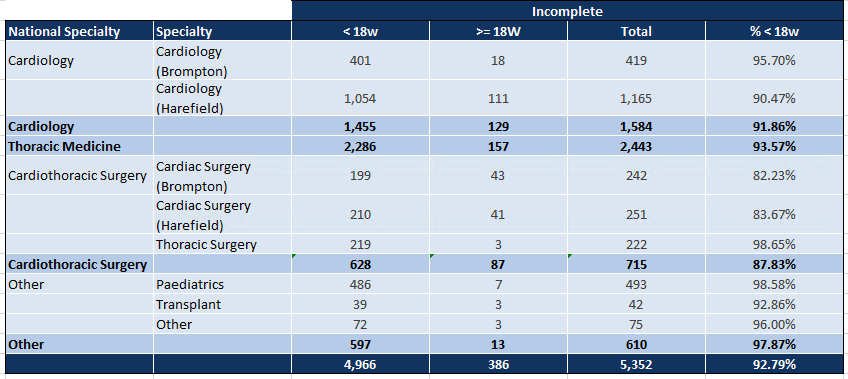 Incomplete
National Specialty Specialty < 18w >= 18W Total % < 18w
Cardiology Cardiology (Brompton) 401 18 419 95.70%
Cardiology (Harefield) 1,054 111 1,165 90.47%
Cardiology 1,455 129 1,584 91.86%
Thoracic Medicine 2,286 157 2,443 93.57%
Cardiothoracic Surgery Cardiac Surgery (Brompton) 199 43 242 82.23%
Cardiac Surgery (Harefield) 210 41 251 83.67%
Thoracic Surgery 219 3 222 98.65%
Cardiothoracic Surgery 628 87 715 87.83%
Other Paediatrics 486 7 493 98.58%
Transplant 39 3 42 92.86%
Other 72 3 75 96.00%
Other 597 13 610 97.87%
4,966 386 5,352 92.79%